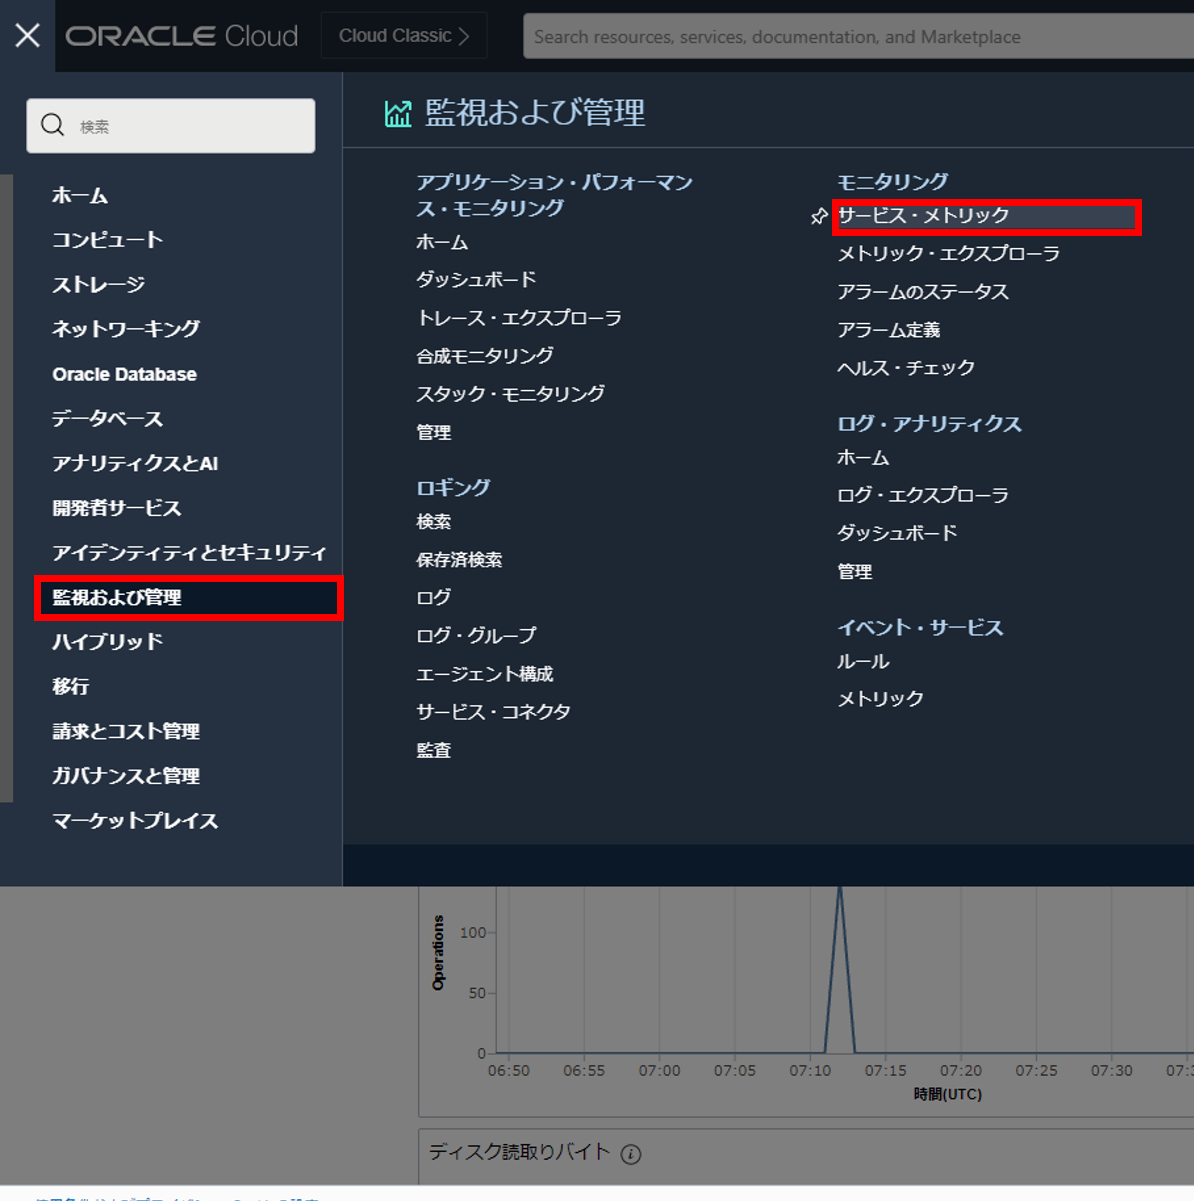 ORACLE Cloud
Cloud Classic
Search resources, services, documentation, and Marketplace
検索
ホーム
コンピュート
ストレージ
ネットワーキング
Oracle Database
データベース
アナリティクスとAI
開発者サービス
アイデンティティとセキュリティ
監視および管理
ハイブリッド
移行
請求とコスト管理
ガバナンスと管理
マーケットプレイス
監視および管理
アプリケーション・パフォーマン
ス・モニタリング
ホーム
ダッシュボード
トレース・エクスプローラ
合成モニタリング
スタック・モニタリング
管理
ロギング
検索
保存済検索
ログ
ログ・グループ
エージェント構成
サービス・コネクタ
監査
モニタリング
サービス・メトリック
メトリック・エクスプローラ
アラームのステータス
アラーム定義
ヘルス・チェック
ログ・アナリティクス
ホーム
ログ・エクスプローラ
ダッシュボード
管理
イベント・サービス
ルール
メトリック
Operations
100
50
0
06:50 06:55 07:00 07:05 07:10 07:15 07:20 07:25 07:30
時間(UTC)
ディスク読取りバイト